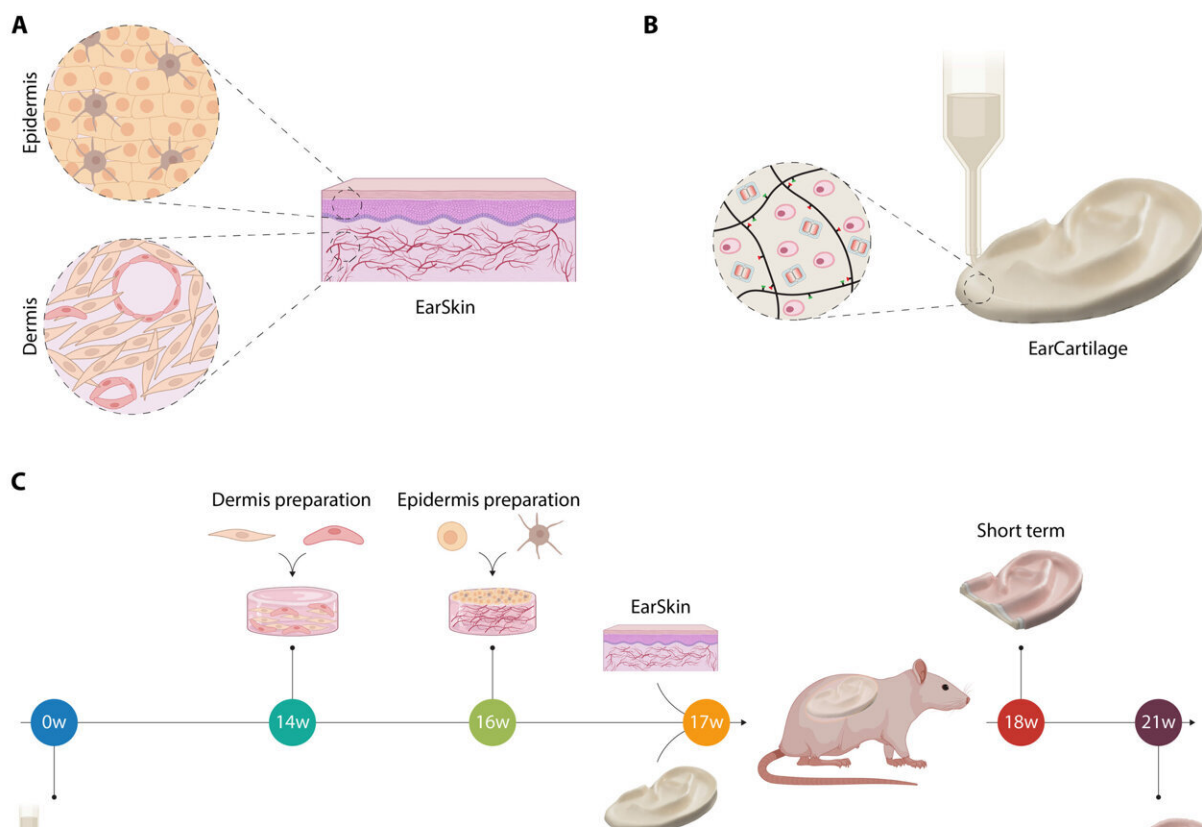 A
B
Epidermis
Dermis
EarSkin
EarCartilage
C
Dermis preparation
Epidermis preparation
Short term
EarSkin
0w
14w
16w
17w
18w
21w